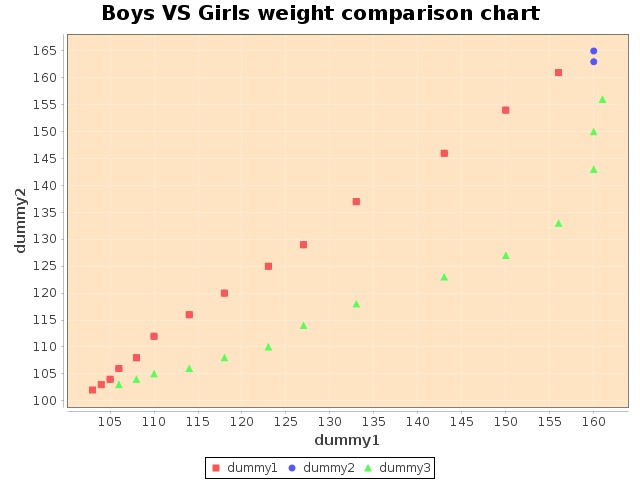 Boys VS Girls weight comparison chart
165
160
155
150
145
140
135
130
125
120
115
110
105
100
dummy2
105 110 115 120 125 130 135 140 145 150 155 160
dummy1
dummy1 dummy2 dummy3